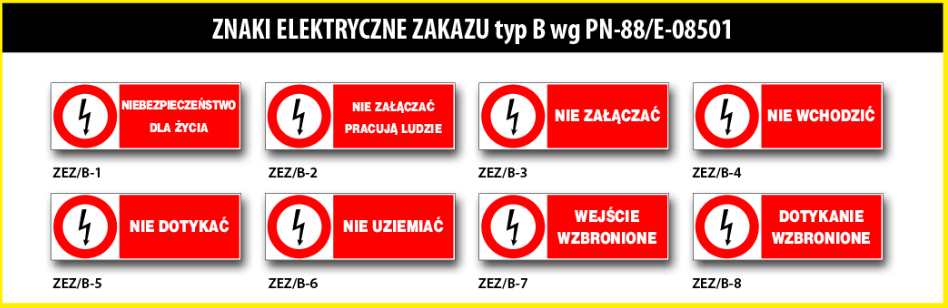 ZNAKI ELEKTRYCZNE ZAKAZU typ B wg PN-88/E-08501
NIEBEZPIECZEŃSTWO
DLA ŻYCIA
ZEZ/B-1
NIE ZAŁĄCZAĆ
PRACUJĄ LUDZIE
ZEZ/B-2
NIE ZAŁĄCZAĆ
ZEZ/B-3
NIE WCHODZIĆ
ZEZ/B-4
NIE DOTYKAĆ
ZEZ/B-5
NIE UZIEMIAĆ
ZEZ/B-6
WEJŚCIE
WZBRONIONE
ZEZ/B-7
DOTYKANIE
WZBRONIONE
ZEZ/B-8